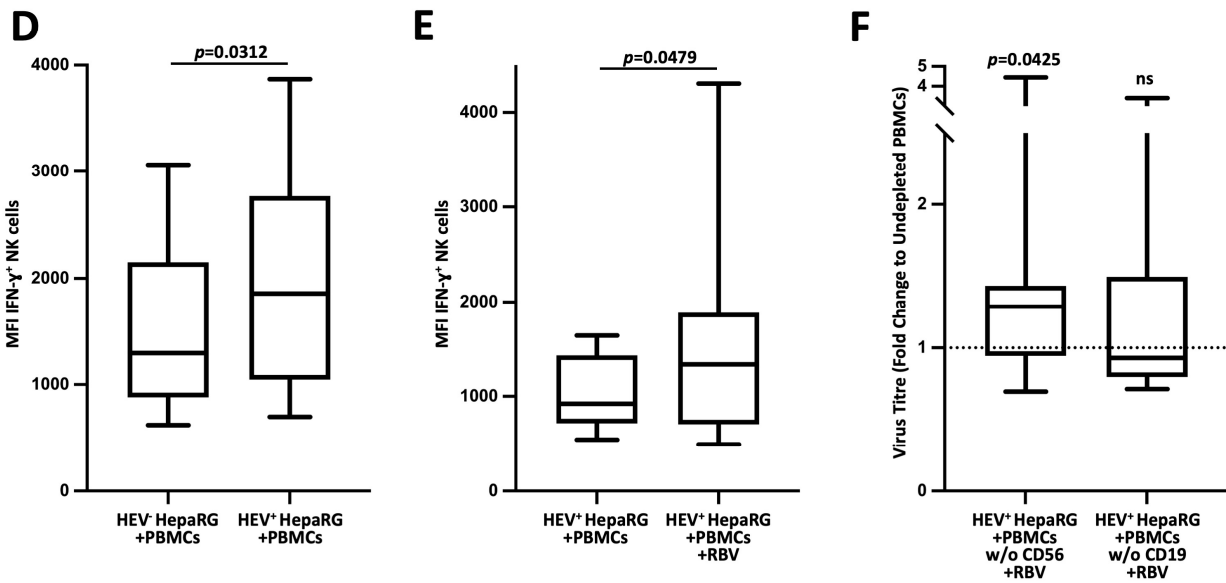 D
p=0.0312
MFI IFN-γ⁺ NK cells
4000
3000
2000
1000
0
HEV⁻ HepaRG
+PBMCs
HEV⁺ HepaRG
+PBMCs
E
p=0.0479
MFI IFN-γ⁺ NK cells
4000
3000
2000
1000
0
HEV⁺ HepaRG
+PBMCs
HEV⁺ HepaRG
+PBMCs
+RBV
F
p=0.0425
ns
Virus Titre (Fold Change to Undepleted PBMCs)
5
4
2
1
0
HEV⁺ HepaRG
+PBMCs
w/o CD56
+RBV
HEV⁺ HepaRG
+PBMCs
w/o CD19
+RBV